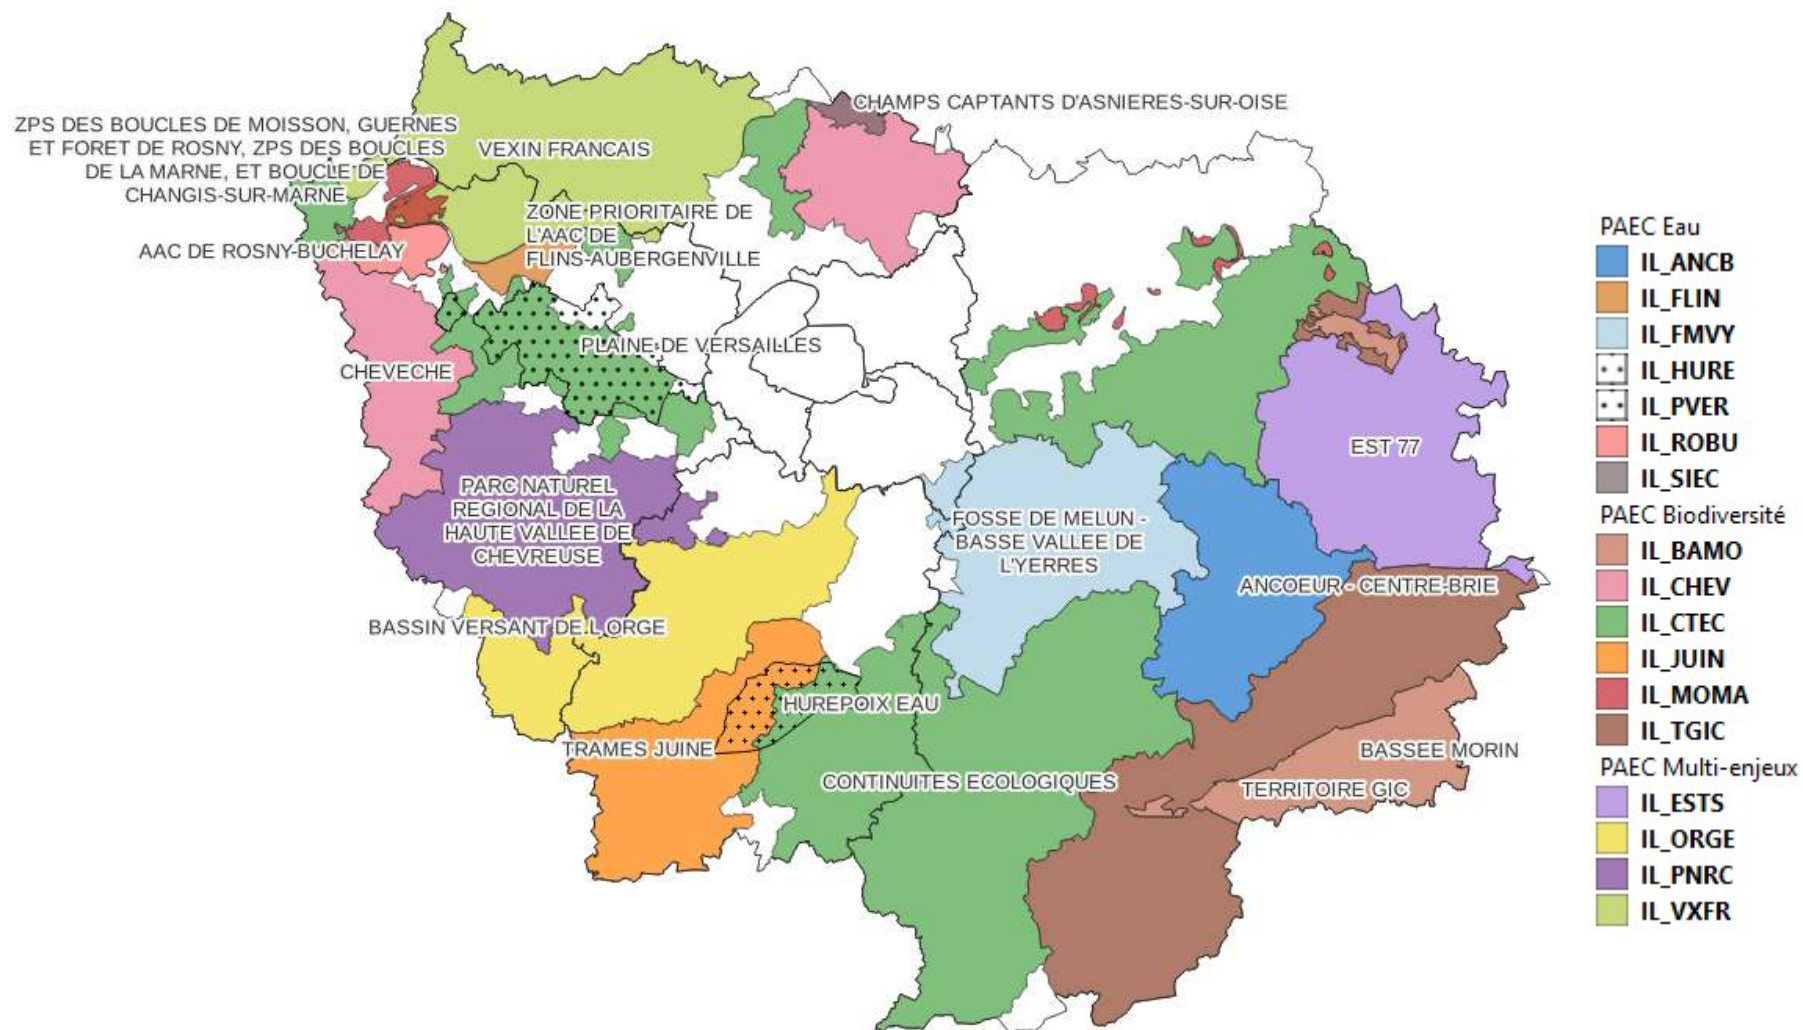 CHAMPS CAPTANTS D'ASNIERES-SUR-OISE
ZPS DES BOUCLES DE MOISSON, GUERNES
ET FORET DE ROSNY, ZPS DES BOUCLES
DE LA MARNE, ET BOUCLE DE
CHANGIS-SUR-MARNE
VEXIN FRANCAIS
ZONE PRIORITAIRE DE
L'AAC DE
FLINS-AUBERGENVILLE
AAC DE ROSNY-BUCHELAY
PLAINE DE VERSAILLES
CHEVECHE
EST 77
PARC NATUREL
REGIONAL DE LA
HAUTE VALLEE DE
CHEVREUSE
FOSSE DE MELUN -
BASSE VALLEE DE
L'YERRES
ANCOEUR - CENTRE-BRIE
BASSIN VERSANT DE L ORGE
HUREPOIX EAU
TRAMES JUINE
BASSEE MORIN
CONTINUITES ECOLOGIQUES
TERRITOIRE GIC
PAEC Eau
IL_ANCB
IL_FLIN
IL_FMVY
IL_HURE
IL_PVER
IL_ROBU
IL_SIEC
PAEC Biodiversité
IL_BAMO
IL_CHEV
IL_CTEC
IL_JUIN
IL_MOMA
IL_TGIC
PAEC Multi-enjeux
IL_ESTS
IL_ORGE
IL_PNRC
IL_VXFR